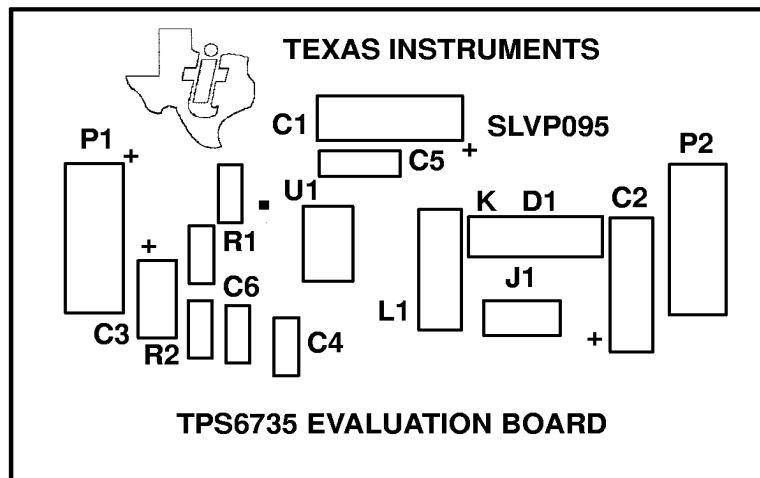 TEXAS INSTRUMENTS
C1
SLVP095
+
P1
+
C5
P2
U1
K D1
C2
R1
+
C6
J1
L1
C3
R2
C4
+
TPS6735 EVALUATION BOARD